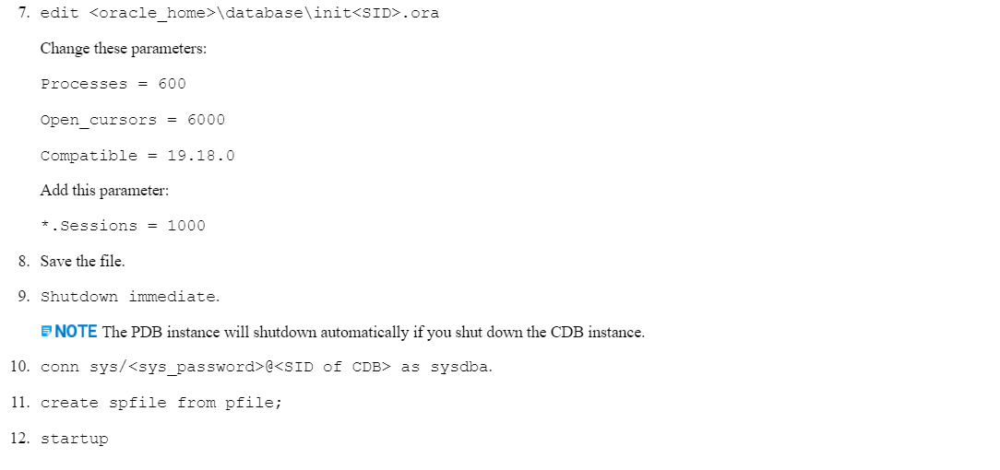 7. edit <oracle_home>\database\init<SID>.ora
Change these parameters:
Processes = 600
Open_cursors = 6000
Compatible = 19.18.0
Add this parameter:
*.Sessions = 1000
8. Save the file.
9. Shutdown immediate.
NOTE The PDB instance will shutdown automatically if you shut down the CDB instance.
10. conn sys/<sys_password>@<SID of CDB> as sysdba.
11. create spfile from pfile;
12. startup